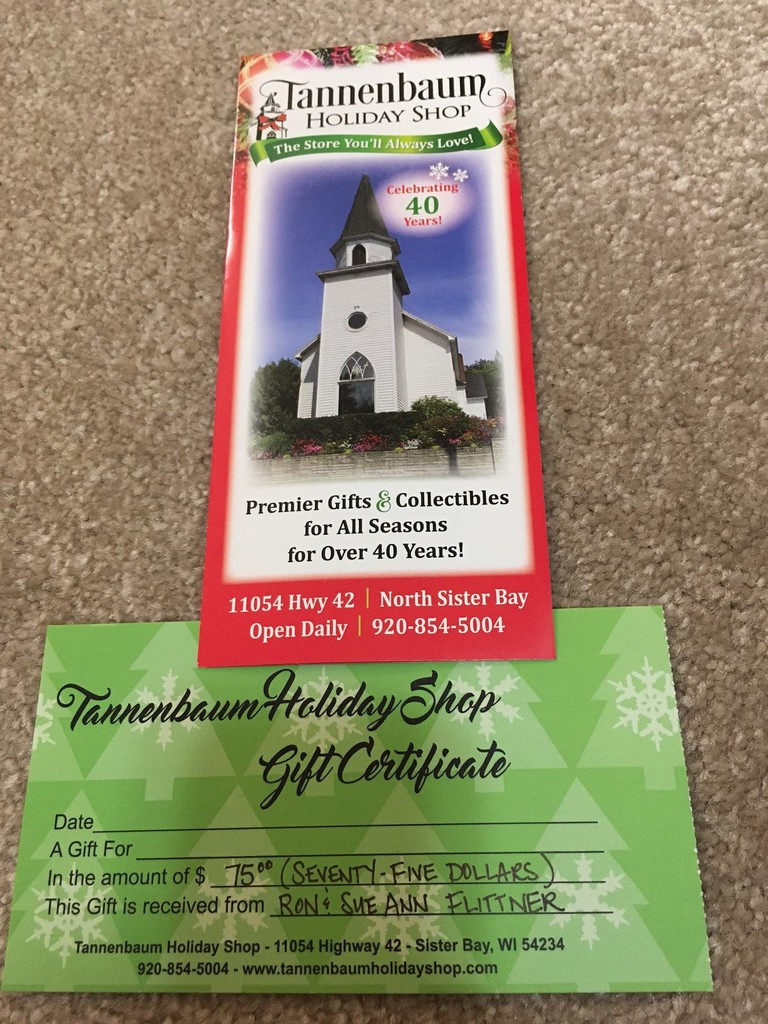 Tannenbaum
HOLIDAY SHOP
The Store You'll Always Love!
Celebrating
40
Years!
Premier Gifts & Collectibles
for All Seasons
for Over 40 Years!
11054 Hwy 42 | North Sister Bay
Open Daily | 920-854-5004
Tannenbaum Holiday Shop
Gift Certificate
Date
A Gift For
In the amount of $ 75⁰⁰ (SEVENTY-FIVE DOLLARS)
This Gift is received from RON & SUE ANN FLITTNER
Tannenbaum Holiday Shop - 11054 Highway 42 - Sister Bay, WI 54234
920-854-5004 - www.tannenbaumholidayshop.com